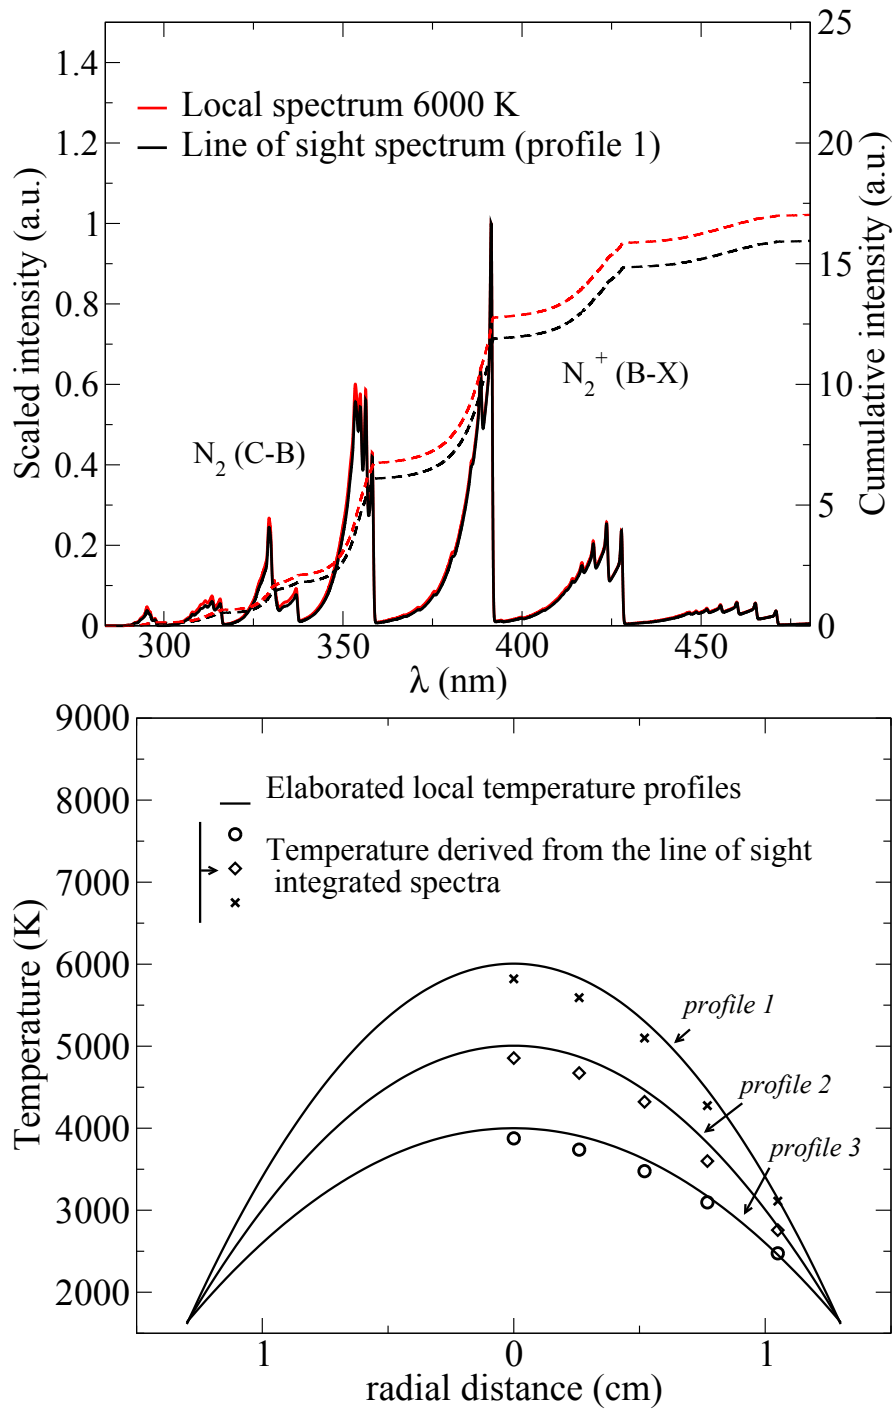 1.4
1.2
1
0.8
0.6
0.4
0.2
0
Scaled intensity (a.u.)
25
20
15
10
5
0
Cumulative intensity (a.u.)
Local spectrum 6000 K
Line of sight spectrum (profile 1)
N2 (C-B)
N2+ (B-X)
300 350 400 450
λ (nm)
9000
8000
7000
6000
5000
4000
3000
2000
Temperature (K)
Elaborated local temperature profiles
Temperature derived from the line of sight
integrated spectra
profile 1
profile 2
profile 3
1 0 1
radial distance (cm)